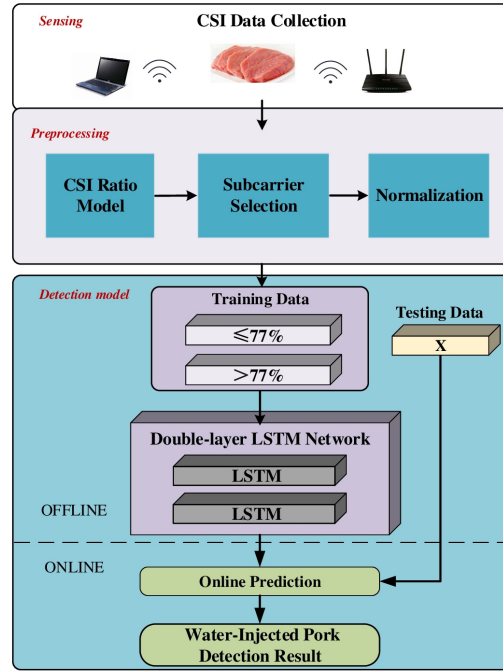 Sensing
CSI Data Collection
Preprocessing
CSI Ratio
Model
Subcarrier
Selection
Normalization
Detection model
Training Data
≤77%
>77%
Testing Data
X
Double-layer LSTM Network
LSTM
LSTM
OFFLINE
ONLINE
Online Prediction
Water-Injected Pork
Detection Result